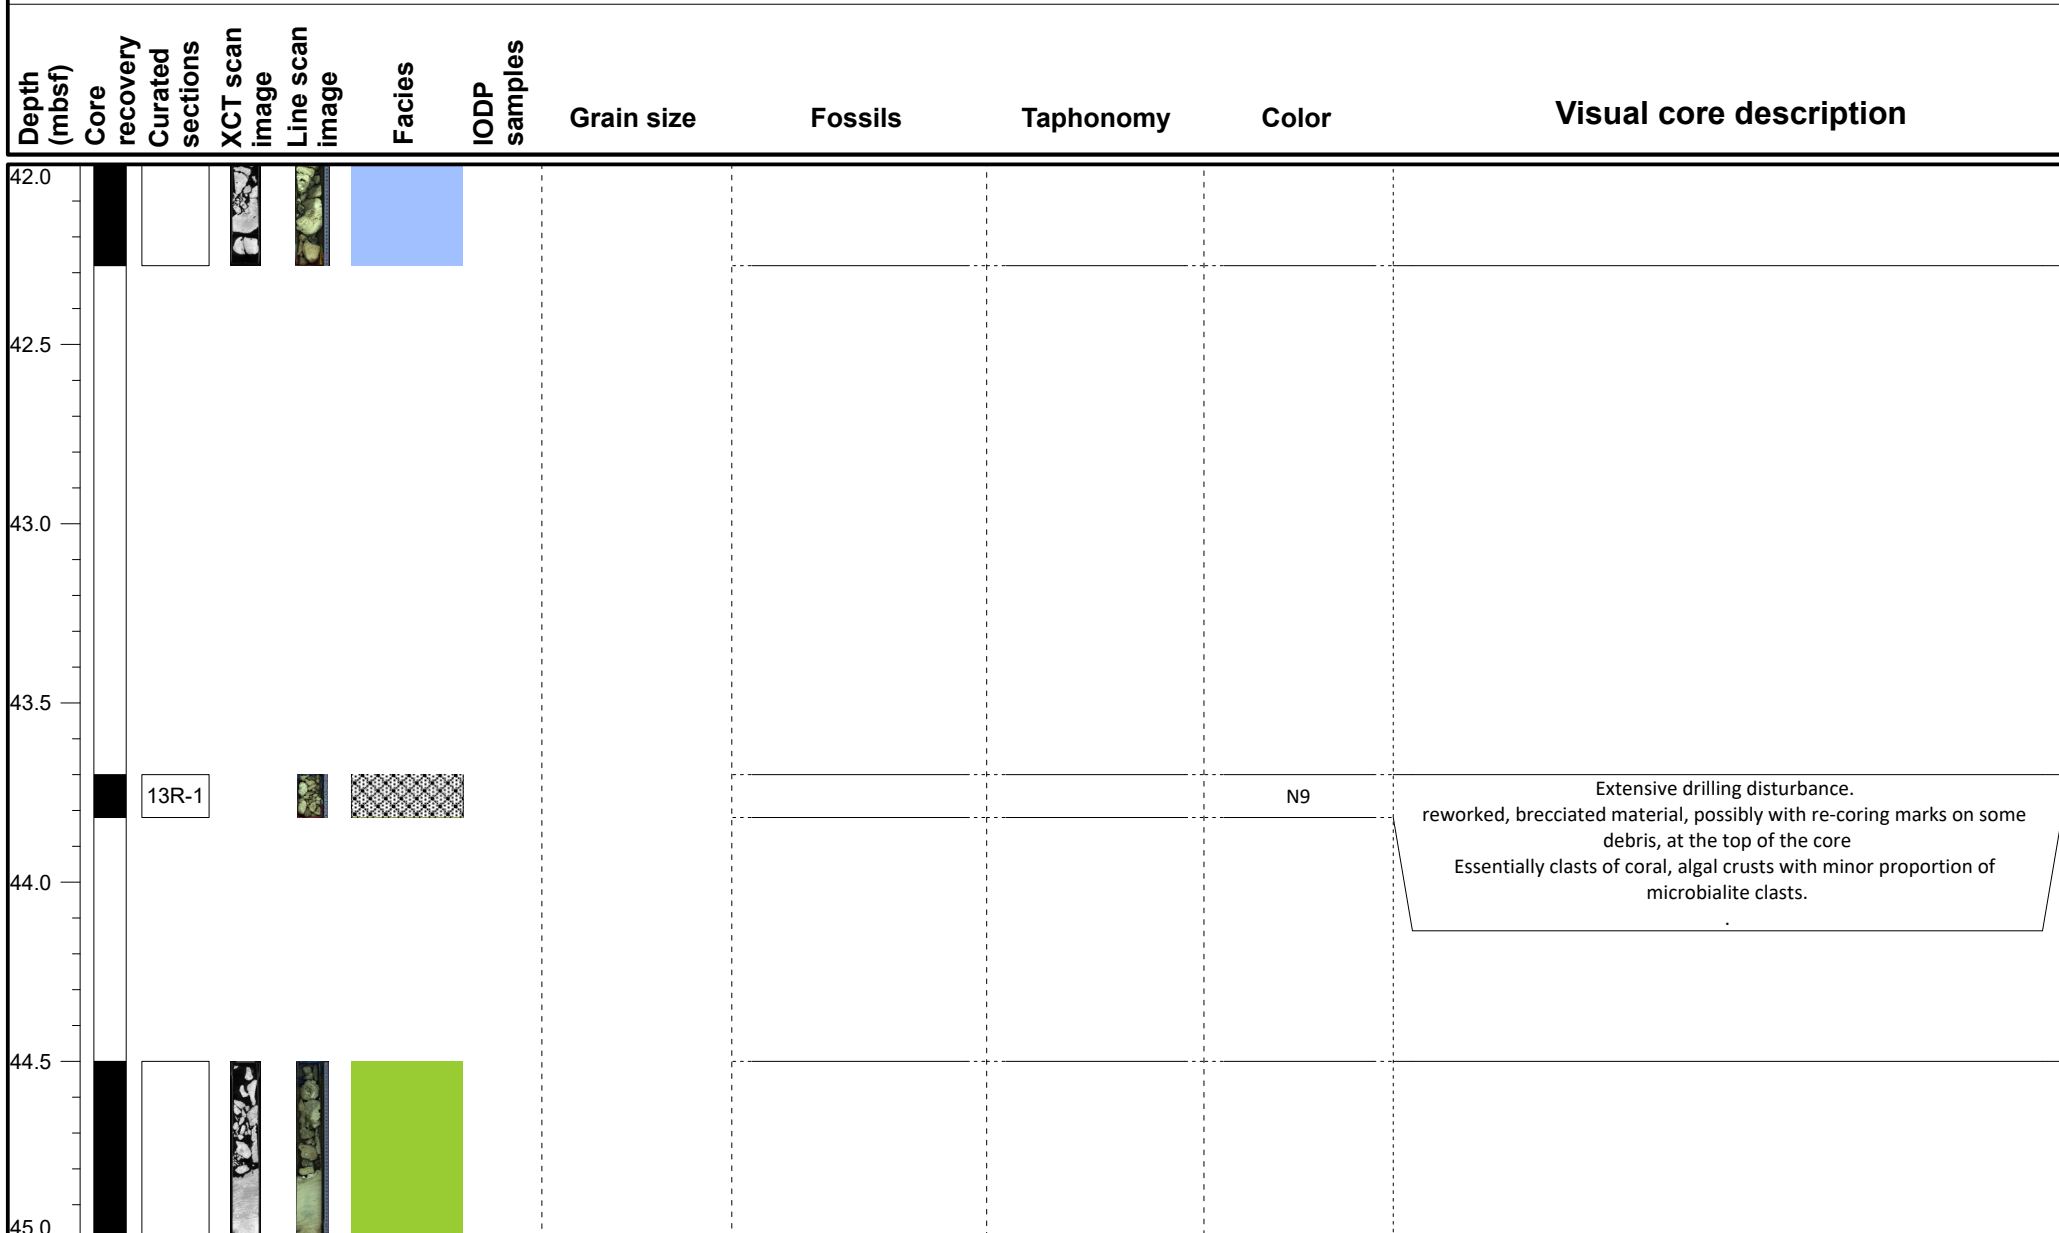 Depth
(mbsf)
Core
recovery
Curated
sections
XCT scan
image
Line scan
image
Facies
IODP
samples
Grain size
Fossils
Taphonomy
Color
Visual core description
42.0
42.5
43.0
43.5
13R-1
N9
Extensive drilling disturbance.
reworked, brecciated material, possibly with re-coring marks on some
debris, at the top of the core
Essentially clasts of coral, algal crusts with minor proportion of
microbialite clasts.
.
44.0
44.5
45.0